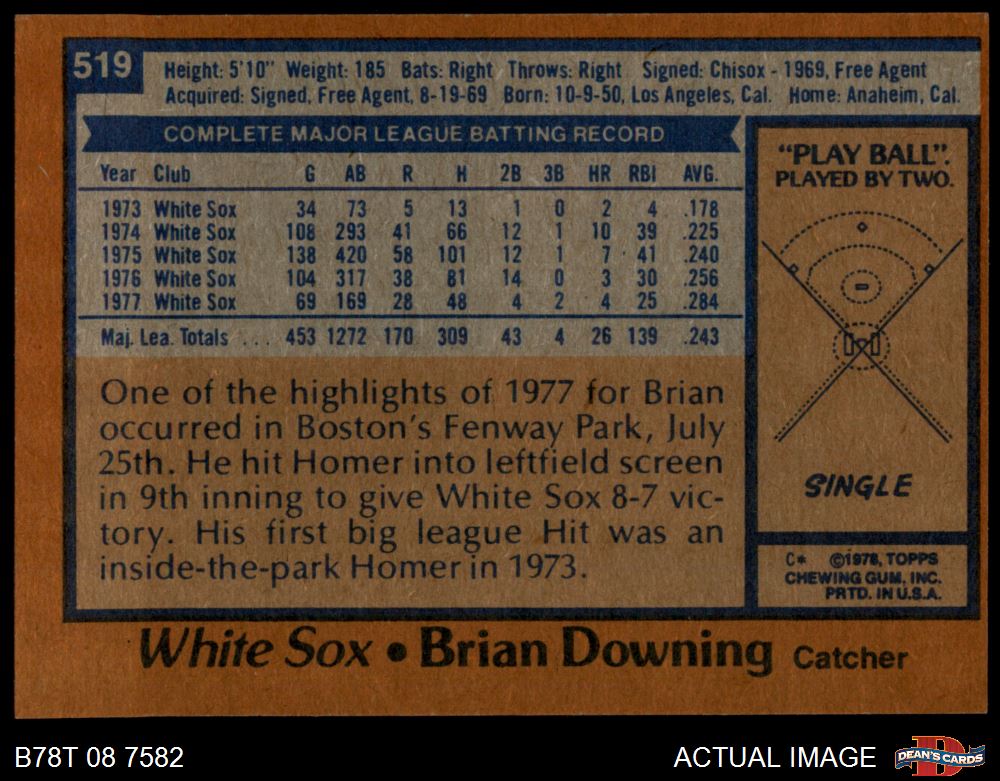 519
Height: 5'10" Weight: 185 Bats: Right Throws: Right Signed: Chisox - 1969, Free Agent
Acquired: Signed, Free Agent, 8-19-69 Born: 10-9-50, Los Angeles, Cal. Home: Anaheim, Cal.
COMPLETE MAJOR LEAGUE BATTING RECORD
Year Club G AB R H 2B 3B HR RBI AVG.
1973 White Sox 34 73 5 13 1 0 2 4 .178
1974 White Sox 108 293 41 66 12 1 10 39 .225
1975 White Sox 138 420 58 101 12 1 7 41 .240
1976 White Sox 104 317 38 81 14 0 3 30 .256
1977 White Sox 69 169 28 48 4 2 4 25 .284
Maj. Lea. Totals ... 453 1272 170 309 43 4 26 139 .243
One of the highlights of 1977 for Brian
occurred in Boston's Fenway Park, July
25th. He hit Homer into leftfield screen
in 9th inning to give White Sox 8-7 vic-
tory. His first big league Hit was an
inside-the-park Homer in 1973.
"PLAY BALL".
PLAYED BY TWO.
SINGLE
C* ©1978, TOPPS
CHEWING GUM, INC.
PRTD. IN U.S.A.
White Sox • Brian Downing Catcher
B78T 08 7582
ACTUAL IMAGE
D
DEAN'S CARDS